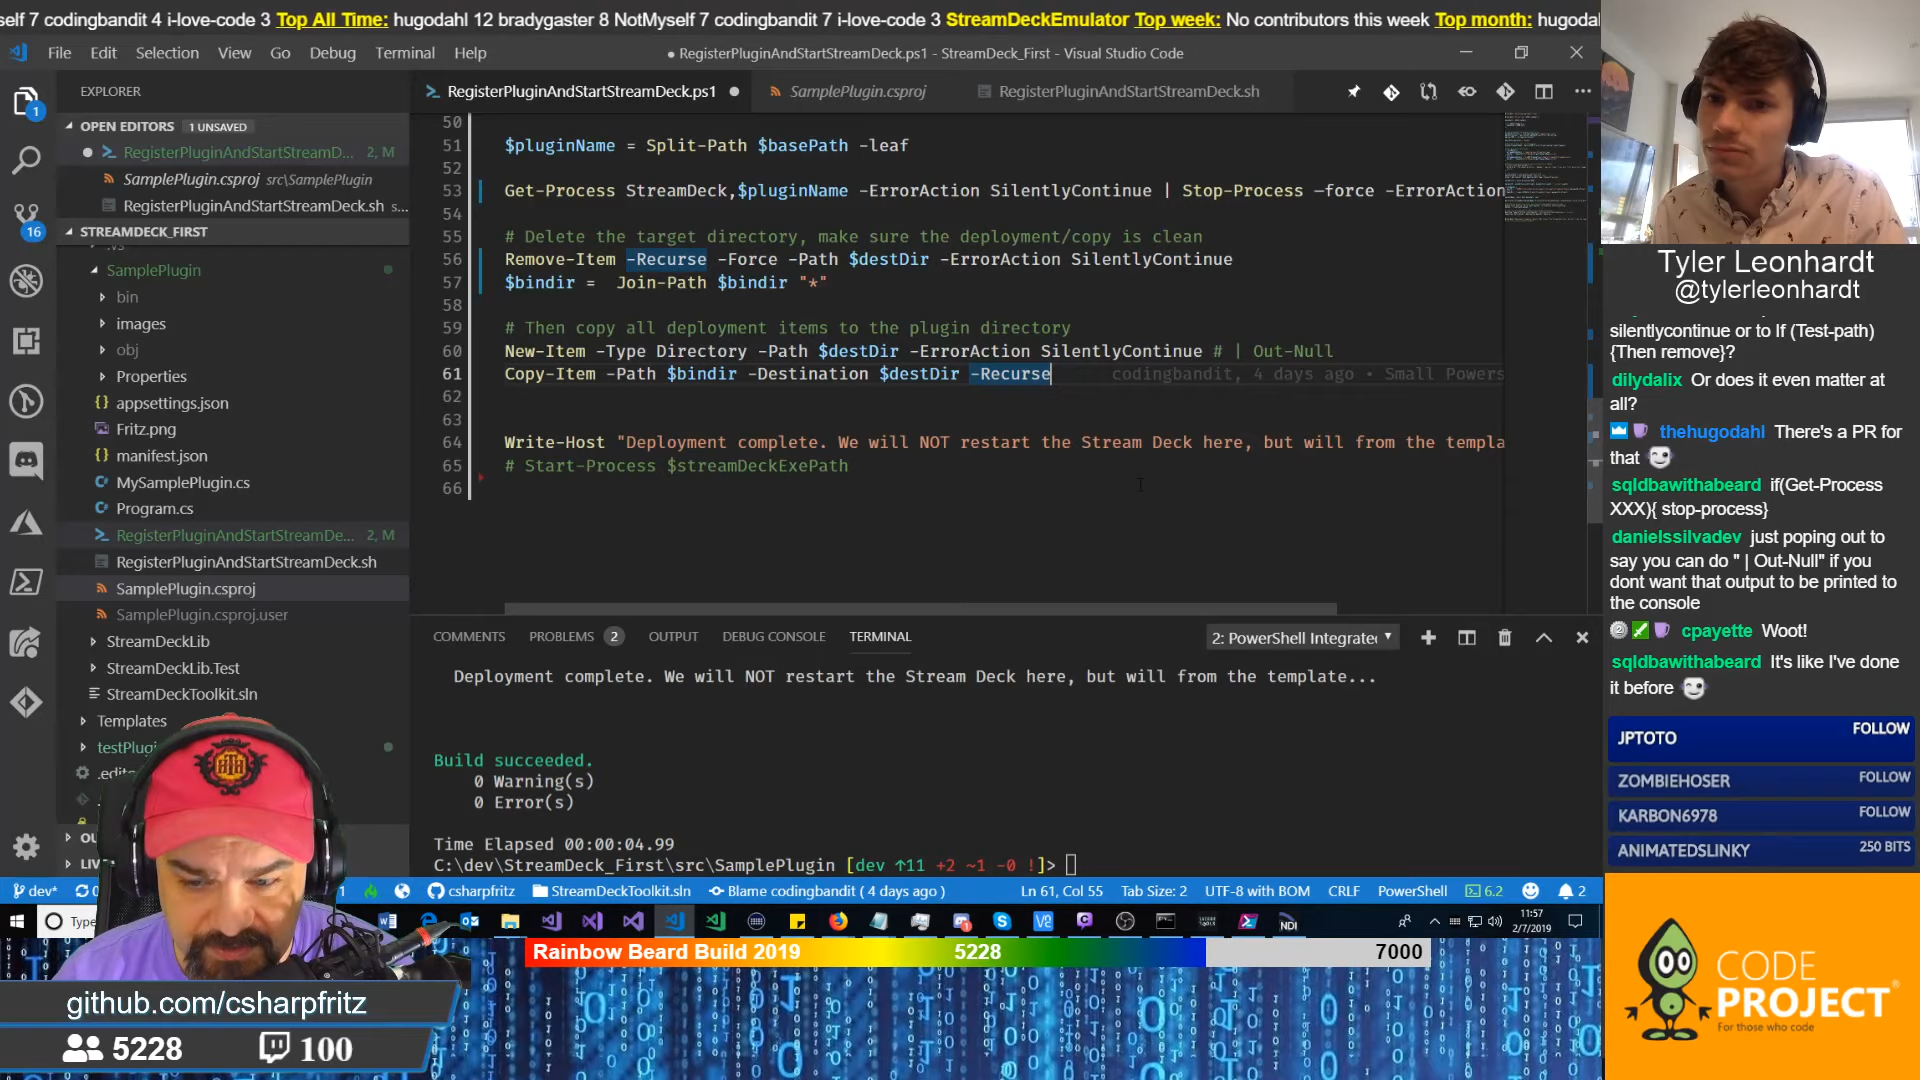 self 7 codingbandit 4 i-love-code 3 Top All Time: hugodahl 12 bradygaster 8 NotMyself 7 codingbandit 7 i-love-code 3 StreamDeckEmulator Top week: No contributors this week Top month: hugodahl
File Edit Selection View Go Debug Terminal Help
● RegisterPluginAndStartStreamDeck.ps1 - StreamDeck_First - Visual Studio Code
EXPLORER
RegisterPluginAndStartStreamDeck.ps1 ●
SamplePlugin.csproj
RegisterPluginAndStartStreamDeck.sh
OPEN EDITORS 1 UNSAVED
RegisterPluginAndStartStreamD... 2, M
SamplePlugin.csproj src\SamplePlugin
RegisterPluginAndStartStreamDeck.sh s...
STREAMDECK_FIRST
.vs
SamplePlugin
bin
images
obj
Properties
appsettings.json
Fritz.png
manifest.json
MySamplePlugin.cs
Program.cs
RegisterPluginAndStartStreamDe... 2, M
RegisterPluginAndStartStreamDeck.sh
SamplePlugin.csproj
SamplePlugin.csproj.user
StreamDeckLib
StreamDeckLib.Test
StreamDeckToolkit.sln
Templates
testPlugi
.edito
OU
LIV
1
16
50
51 $pluginName = Split-Path $basePath -leaf
52
53 Get-Process StreamDeck,$pluginName -ErrorAction SilentlyContinue | Stop-Process -force -ErrorAction
54
55 # Delete the target directory, make sure the deployment/copy is clean
56 Remove-Item -Recurse -Force -Path $destDir -ErrorAction SilentlyContinue
57 $bindir = Join-Path $bindir "*"
58
59 # Then copy all deployment items to the plugin directory
60 New-Item -Type Directory -Path $destDir -ErrorAction SilentlyContinue # | Out-Null
61 Copy-Item -Path $bindir -Destination $destDir -Recurse codingbandit, 4 days ago • Small Powers
62
63
64 Write-Host "Deployment complete. We will NOT restart the Stream Deck here, but will from the templa
65 # Start-Process $streamDeckExePath
66
COMMENTS PROBLEMS 2 OUTPUT DEBUG CONSOLE TERMINAL 2: PowerShell Integrate
Deployment complete. We will NOT restart the Stream Deck here, but will from the template...
Build succeeded.
0 Warning(s)
0 Error(s)
Time Elapsed 00:00:04.99
C:\dev\StreamDeck_First\src\SamplePlugin [dev ↑11 +2 ~1 -0 !]>
dev* 0 1 csharpfritz StreamDeckToolkit.sln Blame codingbandit ( 4 days ago ) Ln 61, Col 55 Tab Size: 2 UTF-8 with BOM CRLF PowerShell 6.2 2
Type
11:57
2/7/2019
Rainbow Beard Build 2019 5228 7000
github.com/csharpfritz
5228 100
Tyler Leonhardt
@tylerleonhardt
silentlycontinue or to If (Test-path)
{Then remove}?
dilydalix Or does it even matter at
all?
thehugodahl There's a PR for
that
sqldbawithabeard if(Get-Process
XXX){ stop-process}
danielssilvadev just poping out to
say you can do " | Out-Null" if you
dont want that output to be printed to
the console
cpayette Woot!
sqldbawithabeard It's like I've done
it before
JPTOTO FOLLOW
ZOMBIEHOSER FOLLOW
KARBON6978 FOLLOW
ANIMATEDSLINKY 250 BITS
CODE
PROJECT
For those who code